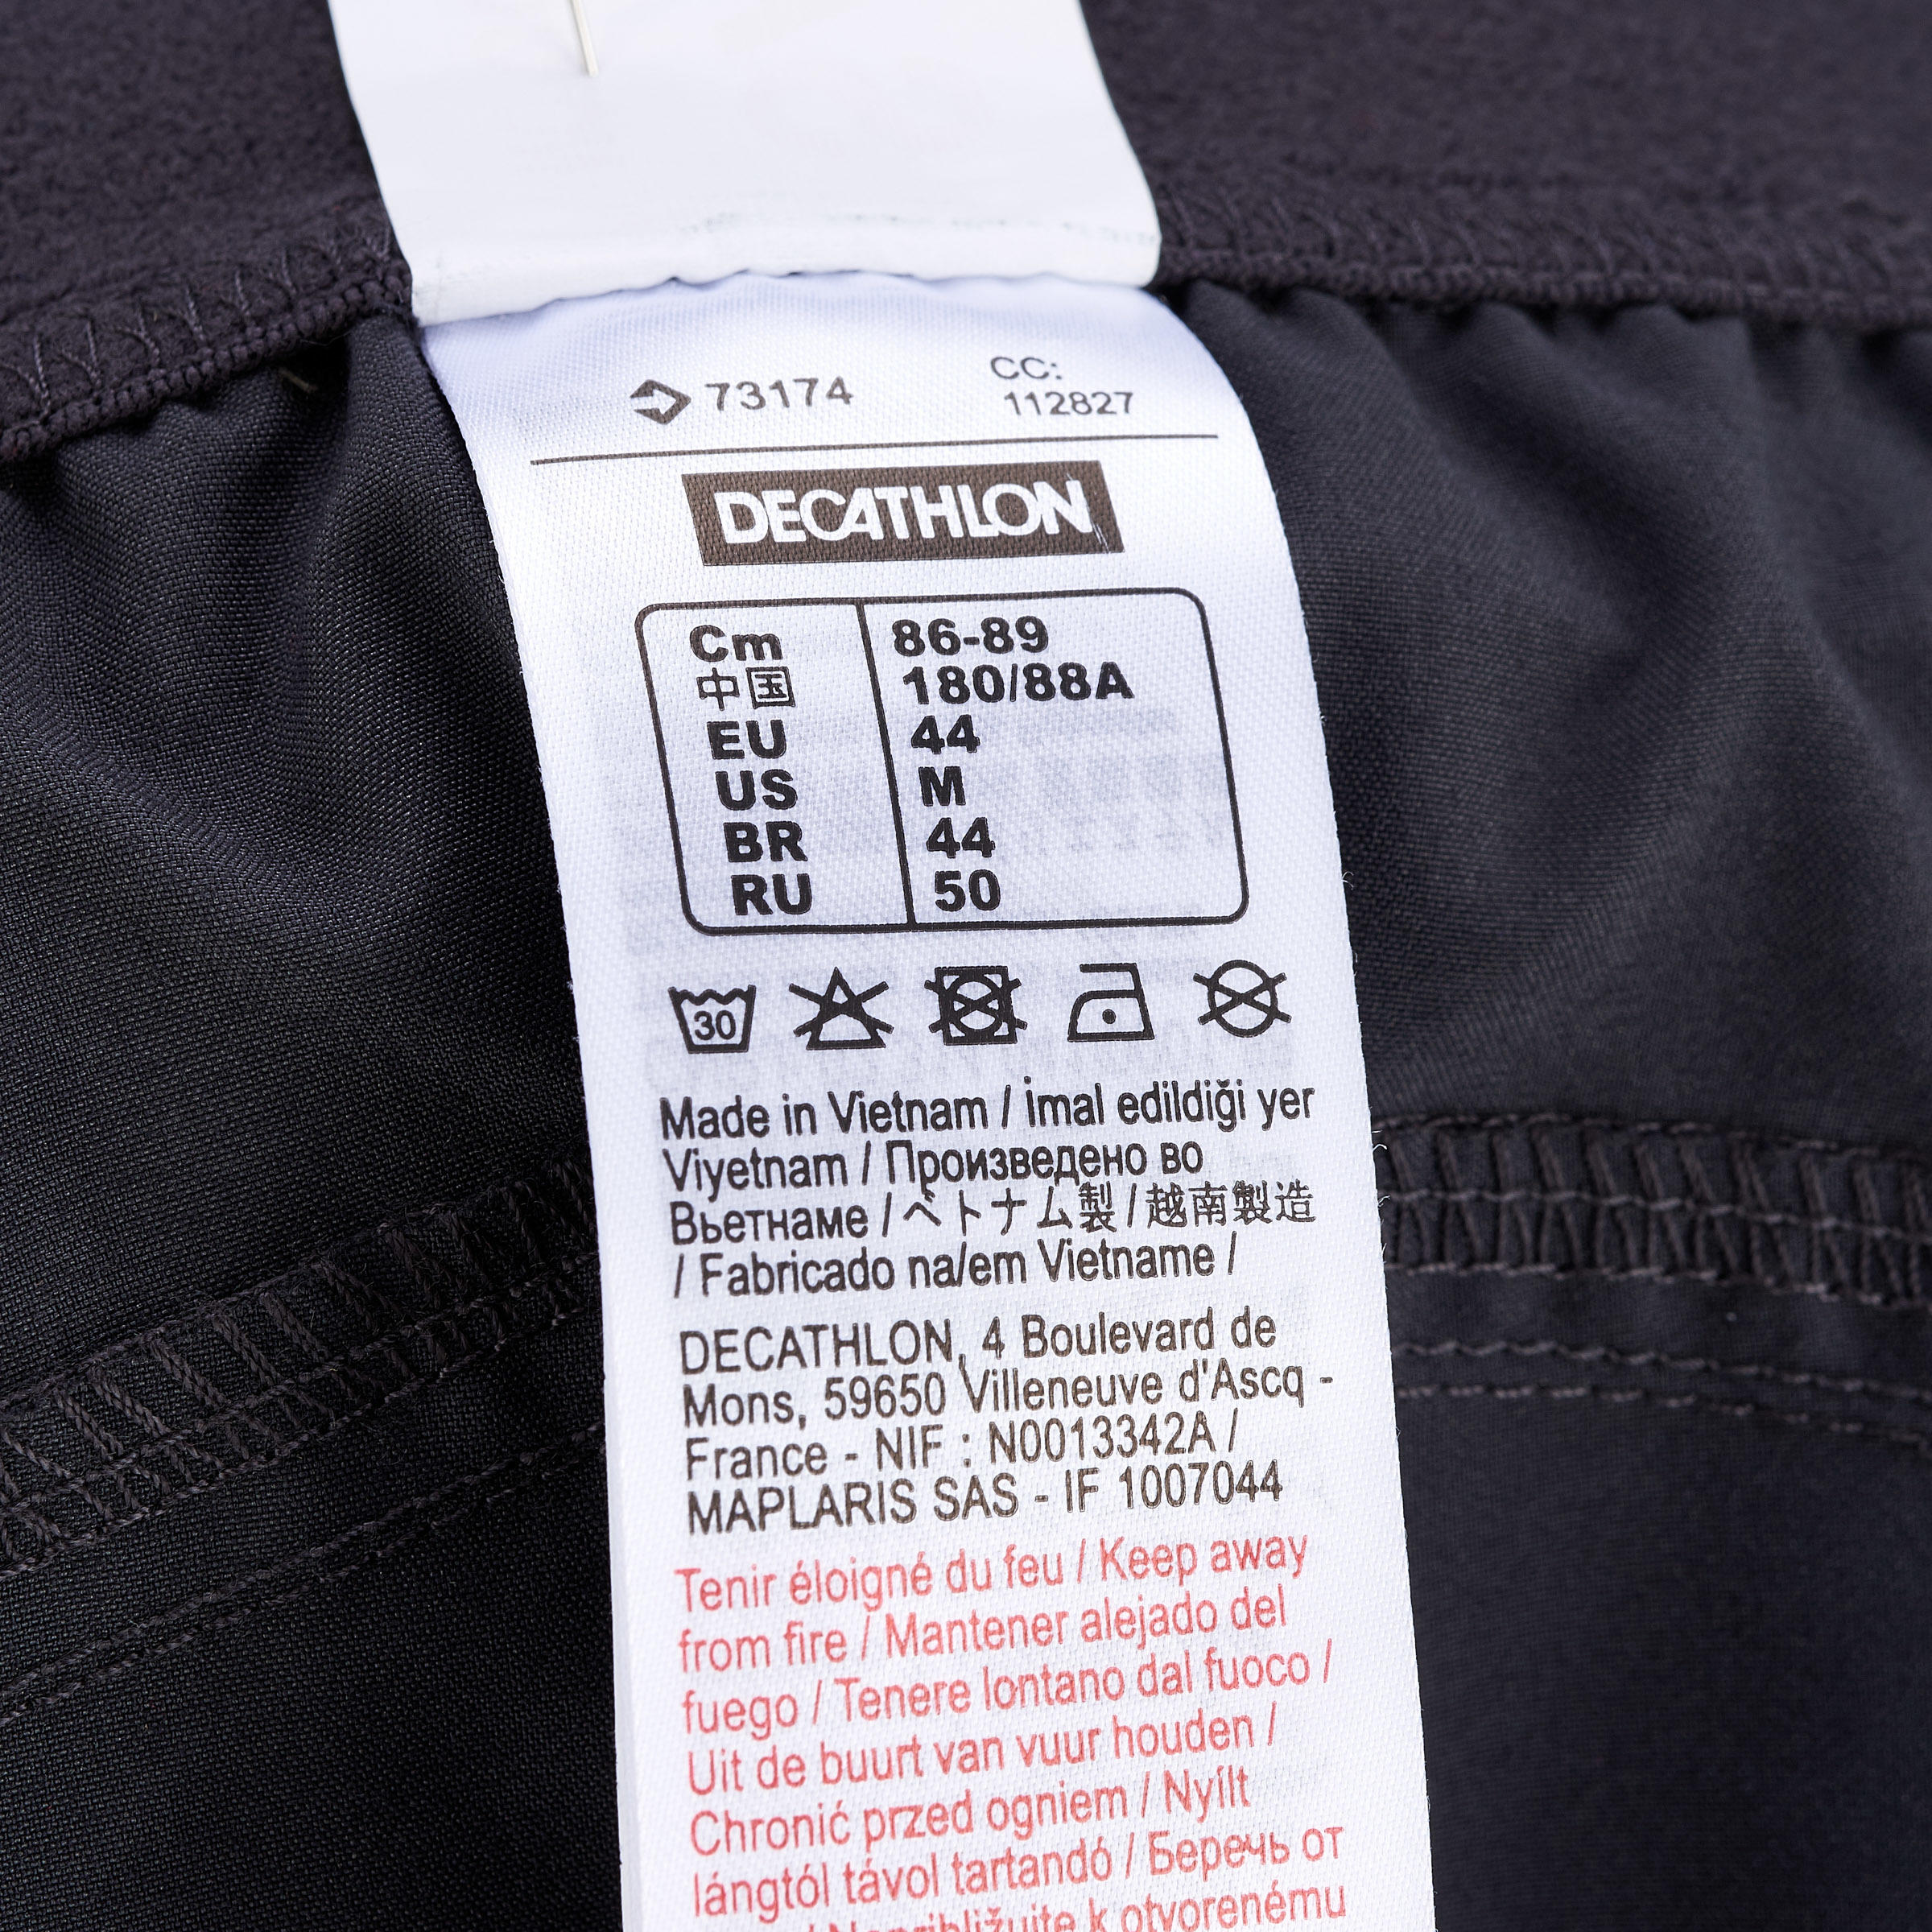 73174
CC:
112827
DECATHLON
Cm 86-89
中国 180/88A
EU 44
US M
BR 44
RU 50
30
Made in Vietnam / İmal edildiği yer
Viyetnam / Произведено во
Вьетнаме / ベトナム製 / 越南製造
/ Fabricado na/em Vietname /
DECATHLON, 4 Boulevard de
Mons, 59650 Villeneuve d'Ascq -
France - NIF : N0013342A /
MAPLARIS SAS - IF 1007044
Tenir éloigné du feu / Keep away
from fire / Mantener alejado del
fuego / Tenere lontano dal fuoco /
Uit de buurt van vuur houden /
Chronić przed ogniem / Nyílt
lángtól távol tartandó / Беречь от
/ Nepribližujte k otvorenému